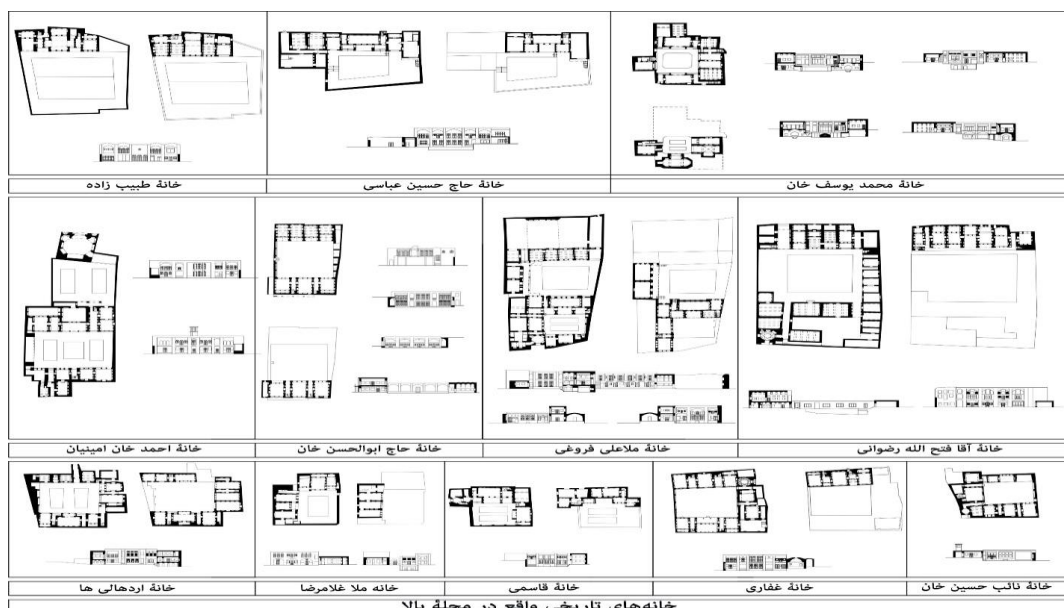 خانهٔ محمد یوسف خان
خانهٔ حاج حسین عباسی
خانهٔ طبیب زاده
خانهٔ آقا فتح الله رضوانی
خانهٔ ملاعلی فروغی
خانهٔ حاج ابوالحسن خان
خانهٔ احمد خان امینیان
خانهٔ نائب حسین خان
خانهٔ غفاری
خانهٔ قاسمی
خانه ملا غلامرضا
خانهٔ اردهالی ها
خانه‌های تاریخی واقع در محلهٔ بالا